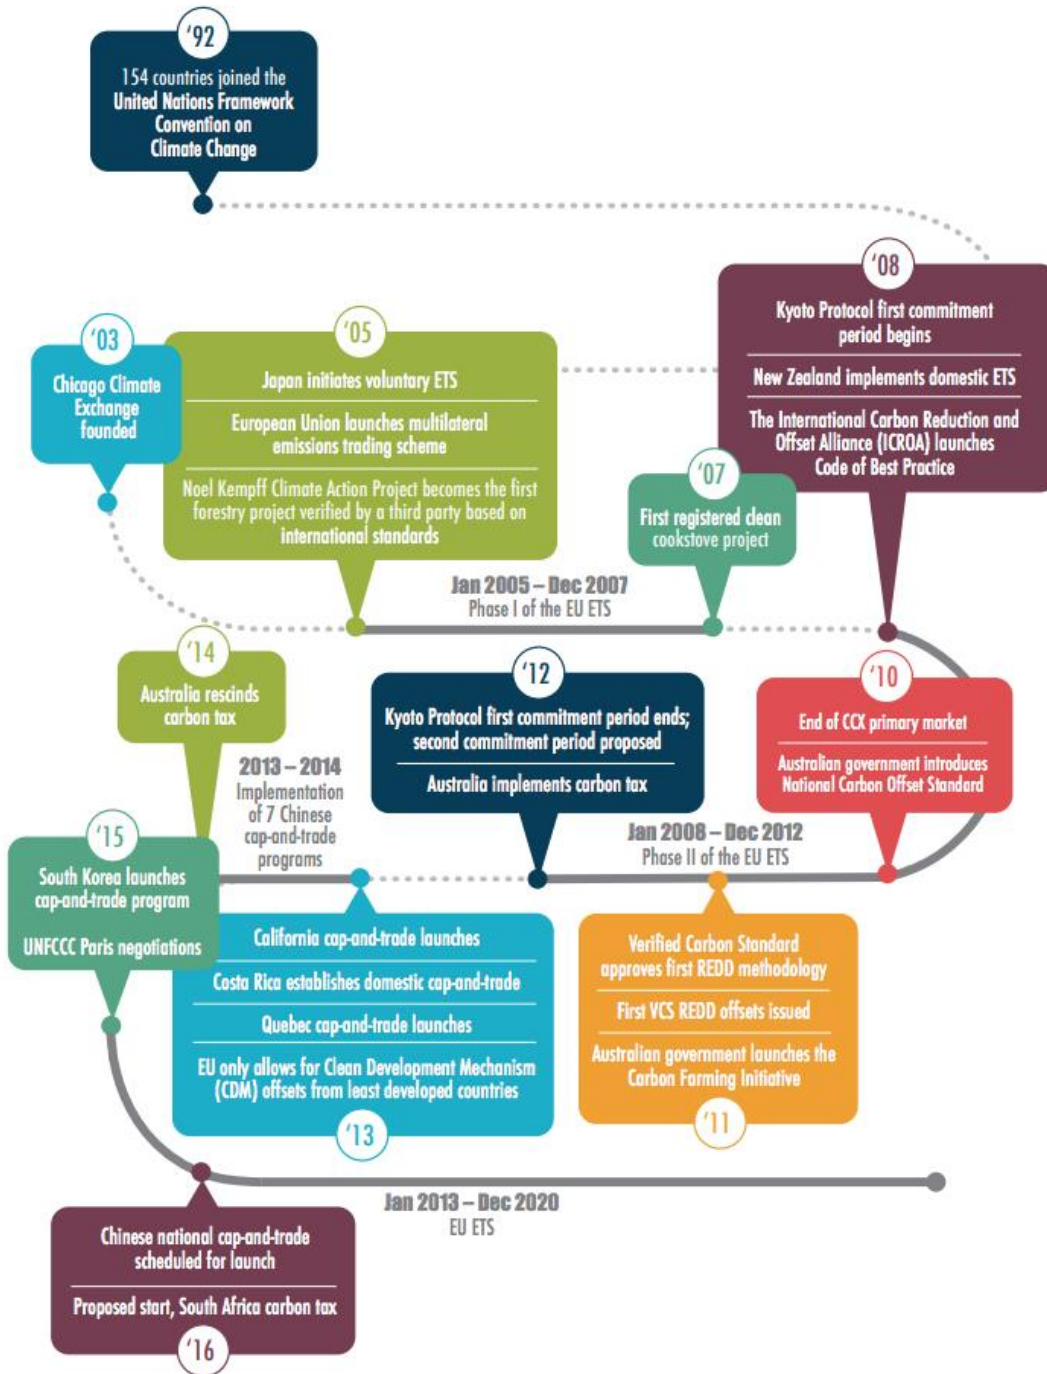 ‘92
154 countries joined the
United Nations Framework
Convention on
Climate Change
‘03
Chicago Climate
Exchange
founded
‘05
Japan initiates voluntary ETS
European Union launches multilateral
emissions trading scheme
Noel Kempff Climate Action Project becomes the first
forestry project verified by a third party based on
international standards
Jan 2005 – Dec 2007
Phase I of the EU ETS
‘07
First registered clean
cookstove project
‘08
Kyoto Protocol first commitment
period begins
New Zealand implements domestic ETS
The International Carbon Reduction and
Offset Alliance (ICROA) launches
Code of Best Practice
‘10
End of CCX primary market
Australian government introduces
National Carbon Offset Standard
Jan 2008 – Dec 2012
Phase II of the EU ETS
Verified Carbon Standard
approves first REDD methodology
First VCS REDD offsets issued
Australian government launches the
Carbon Farming Initiative
‘11
‘12
Kyoto Protocol first commitment period ends;
second commitment period proposed
Australia implements carbon tax
2013 – 2014
Implementation
of 7 Chinese
cap-and-trade
programs
California cap-and-trade launches
Costa Rica establishes domestic cap-and-trade
Quebec cap-and-trade launches
EU only allows for Clean Development Mechanism
(CDM) offsets from least developed countries
‘13
‘14
Australia rescinds
carbon tax
‘15
South Korea launches
cap-and-trade program
UNFCCC Paris negotiations
Jan 2013 – Dec 2020
EU ETS
Chinese national cap-and-trade
scheduled for launch
Proposed start, South Africa carbon tax
‘16